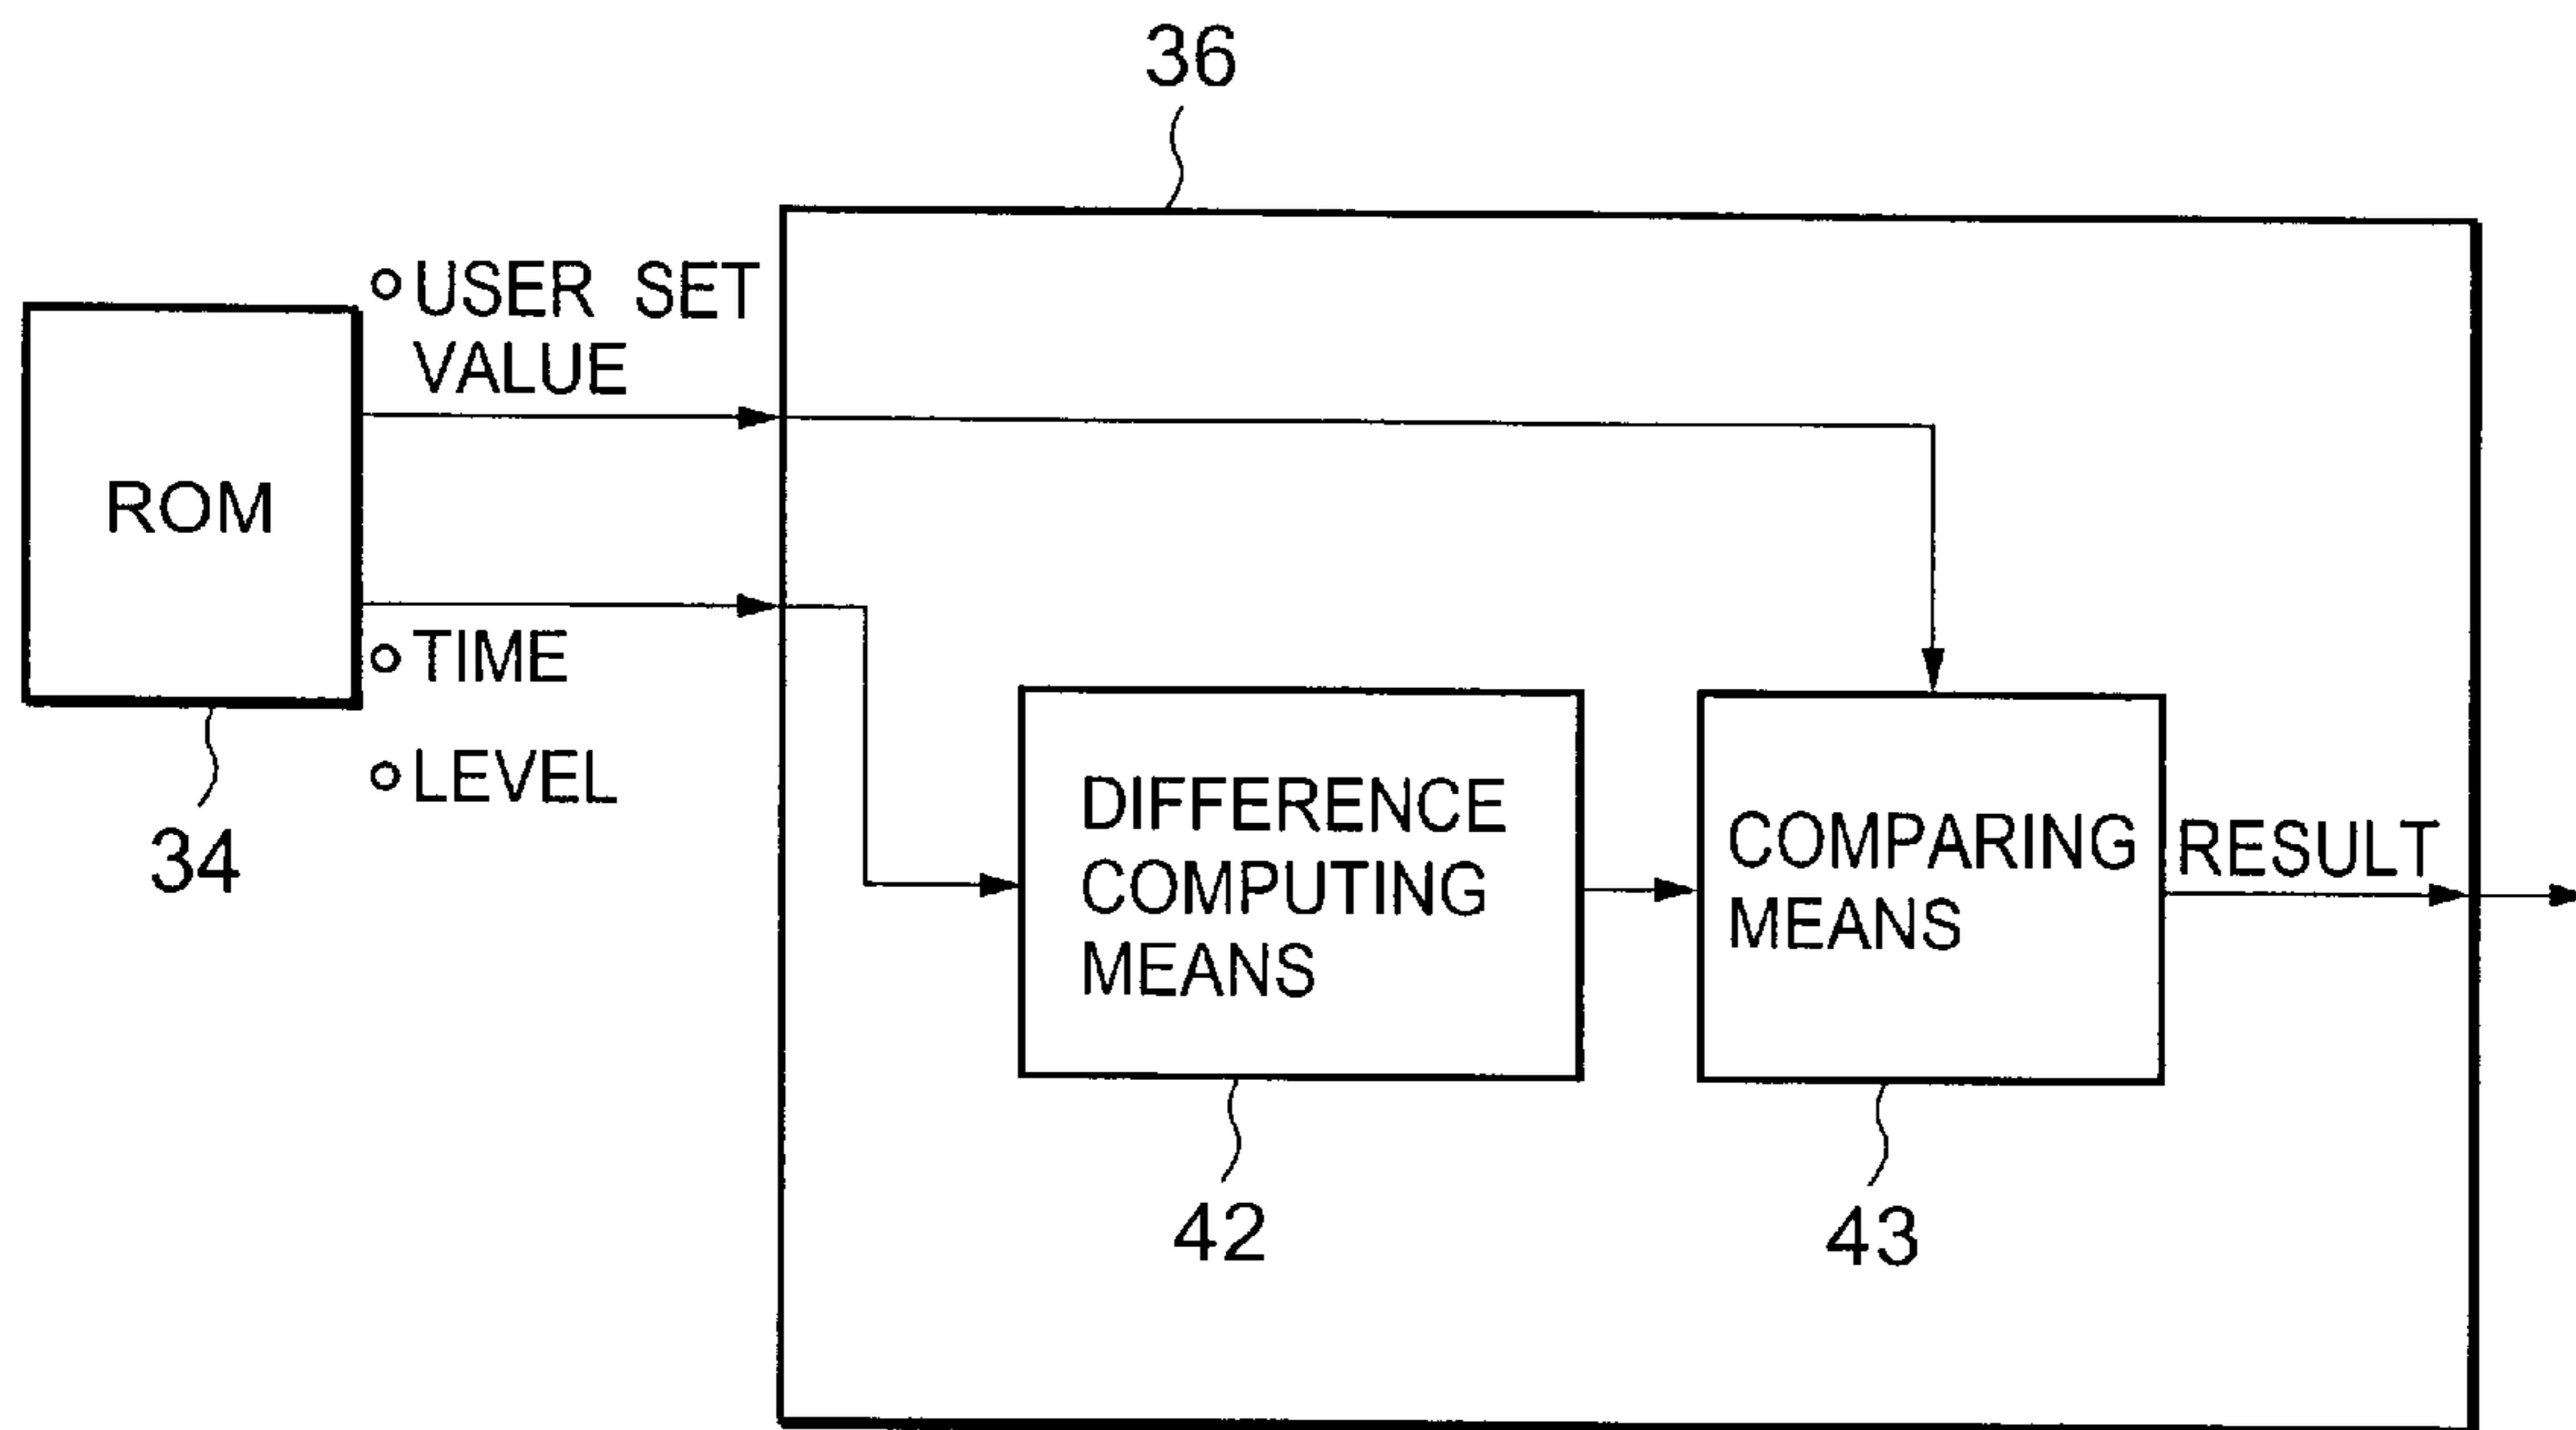 36
○ USER SET
VALUE
ROM
○ TIME
○ LEVEL
34
DIFFERENCE
COMPUTING
MEANS
COMPARING
MEANS
RESULT
42
43